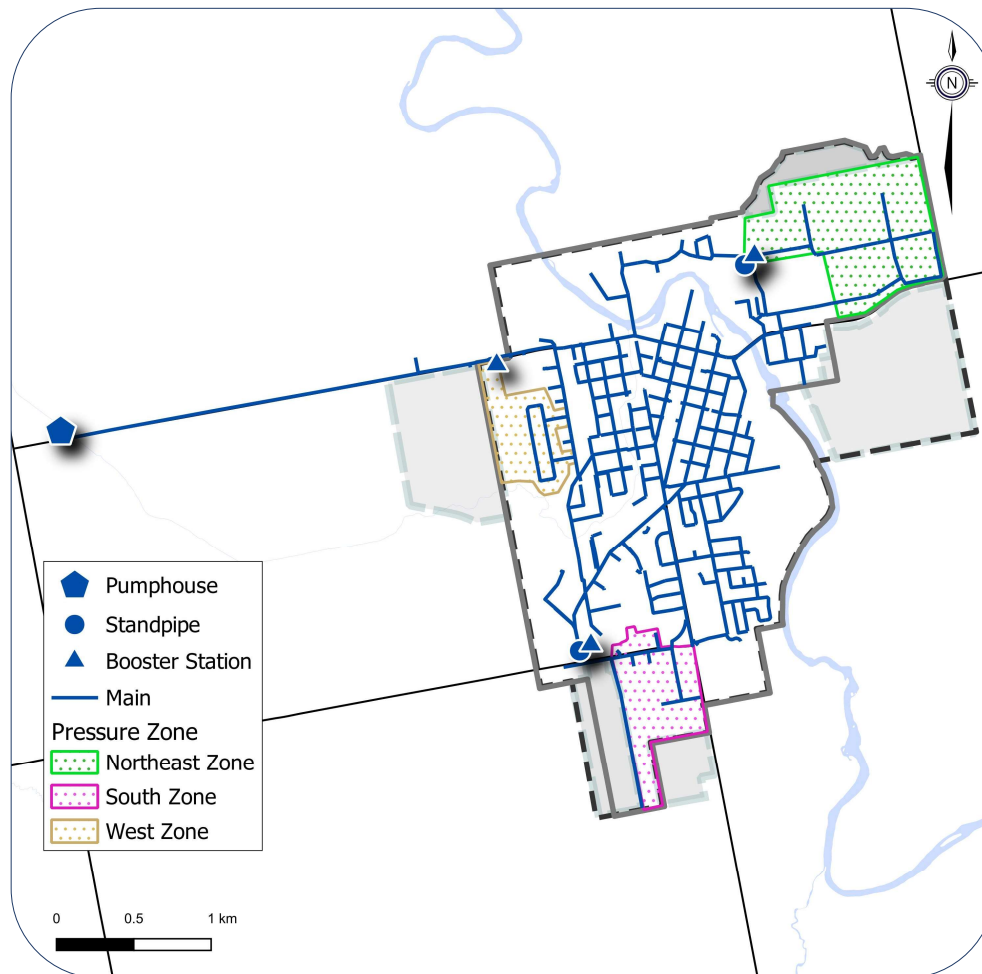 N
Pumphouse
Standpipe
Booster Station
Main
Pressure Zone
Northeast Zone
South Zone
West Zone
0 0.5 1 km